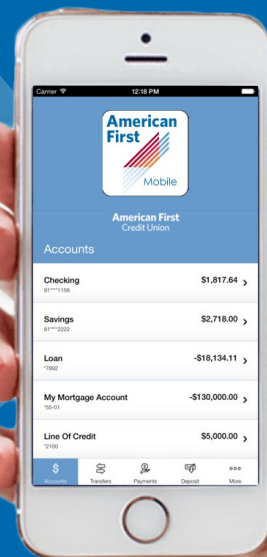 Carrier 12:18 PM
American
First
Mobile
American First
Credit Union
Accounts
Checking $1,817.64
91****1156
Savings $2,718.00
81****2222
Loan -$18,134.11
*7892
My Mortgage Account -$130,000.00
*55-01
Line Of Credit $5,000.00
*2100
$
Accounts Transfers Payments Deposit More